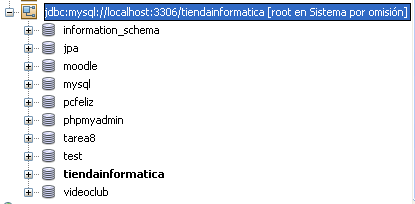 jdbc:mysql://localhost:3306/tiendainformatica [root en Sistema por omisión]
information_schema
jpa
moodle
mysql
pcfeliz
phpmyadmin
tarea8
test
tiendainformatica
videoclub